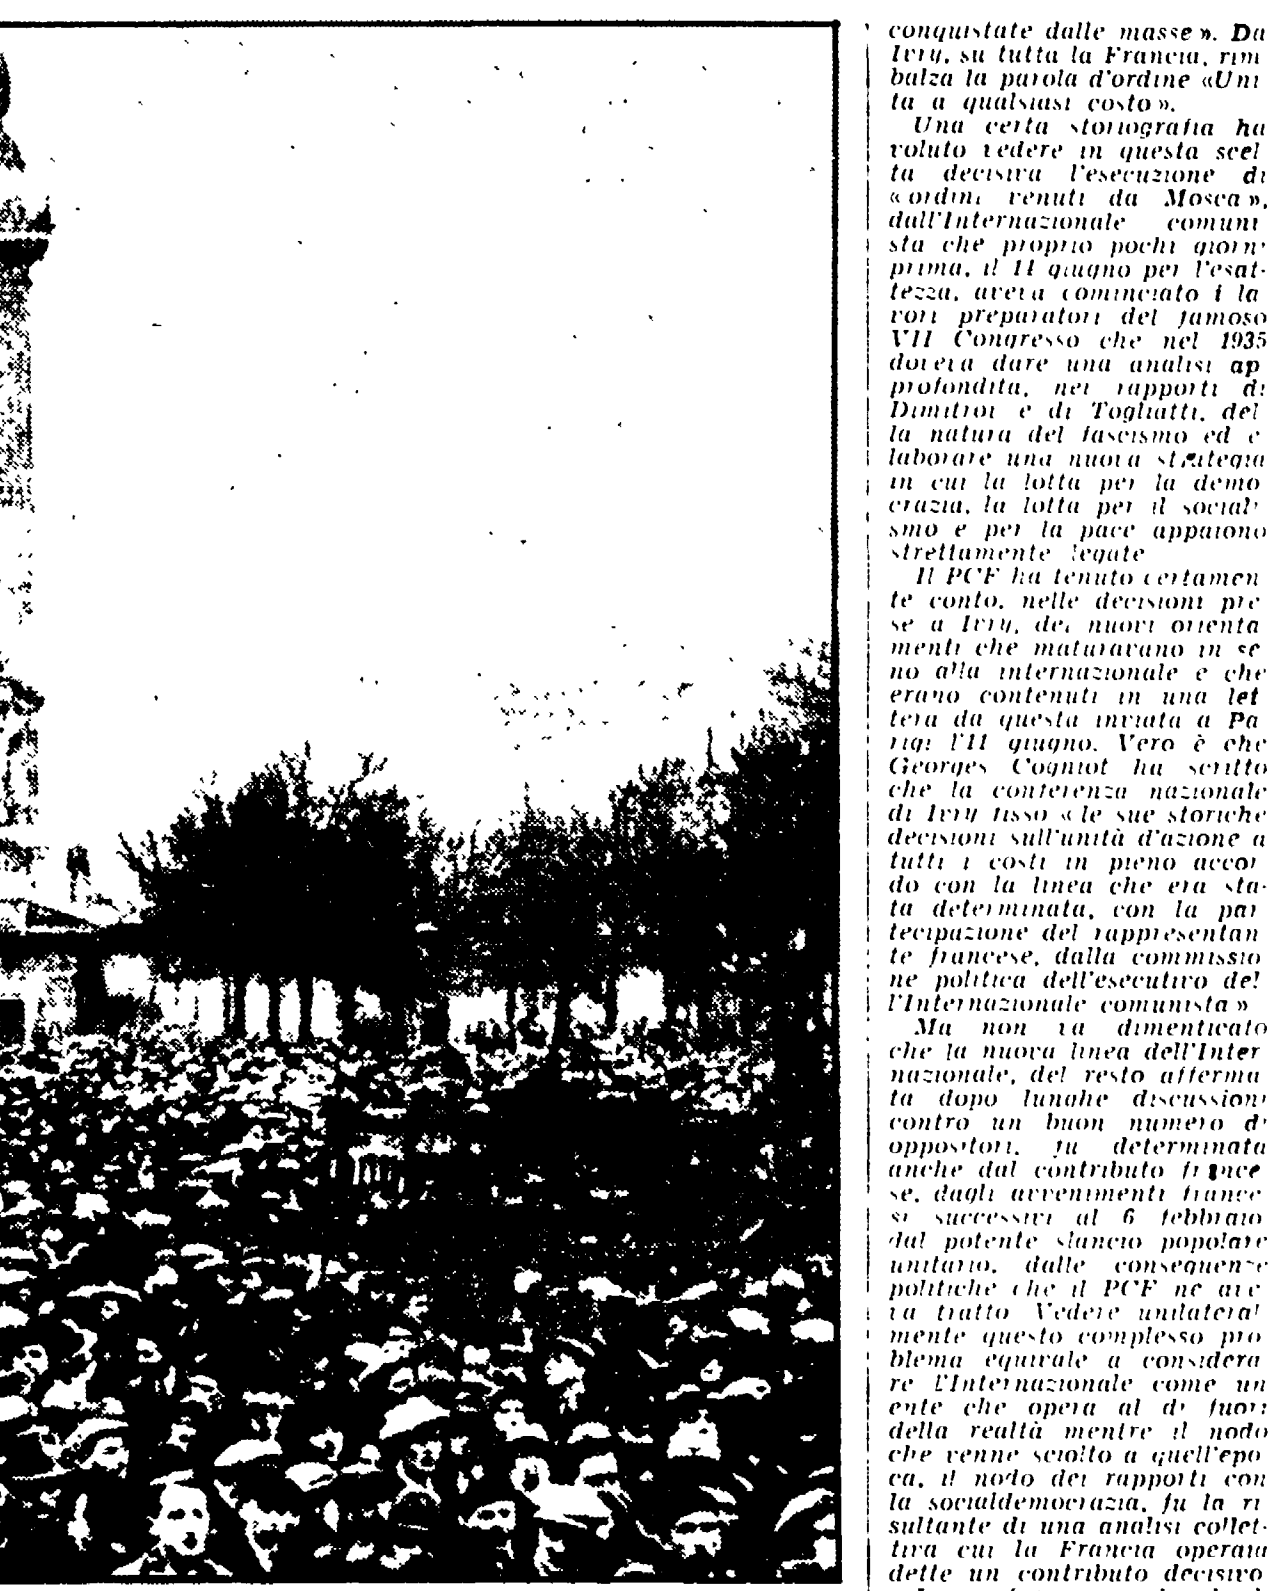 conquistate dalle masse». Da
Ivry, su tutta la Francia, rim
balza la parola d'ordine «Uni
tà a qualsiasi costo».
Una certa storiografia ha
voluto vedere in questa scel
ta decisiva l'esecuzione di
«ordini venuti da Mosca»,
dall'Internazionale comuni
sta che proprio pochi giorni
prima, il 11 giugno per l'esat-
tezza, aveva cominciato i la
vori preparatori del famoso
VII Congresso che nel 1935
doveva dare una analisi ap
profondita, nei rapporti di
Dimitrov e di Togliatti, del
la natura del fascismo ed e
laborare una nuova strategia
in cui la lotta per la demo
crazia, la lotta per il sociali
smo e per la pace appaiono
strettamente legate
Il PCF ha tenuto certamen
te conto, nelle decisioni pre
se a Ivry, dei nuovi orienta
menti che maturavano in se
no alla internazionale e che
erano contenuti in una let
tera da questa inviata a Pa
rigi l'11 giugno. Vero è che
Georges Cogniot ha scritto
che la conferenza nazionale
di Ivry fissò «le sue storiche
decisioni sull'unità d'azione a
tutti i costi in pieno accor
do con la linea che era sta-
ta determinata, con la par
tecipazione del rappresentan
te francese, dalla commissio
ne politica dell'esecutivo del
l'Internazionale comunista»
Ma non va dimenticato
che la nuova linea dell'Inter
nazionale, del resto afferma
ta dopo lunghe discussioni
contro un buon numero di
oppositori, fu determinata
anche dal contributo france
se, dagli avvenimenti france
si successivi al 6 febbraio
dal potente slancio popolare
unitario, dalle conseguenze
politiche che il PCF ne ave
va tratto Vedere unilateral
mente questo complesso pro
blema equivale a considera
re l'Internazionale come un
ente che opera al di fuori
della realtà mentre il nodo
che venne sciolto a quell'epo
ca, il nodo dei rapporti con
la socialdemocrazia, fu la ri
sultante di una analisi collet-
tiva cui la Francia operaia
dette un contributo decisivo